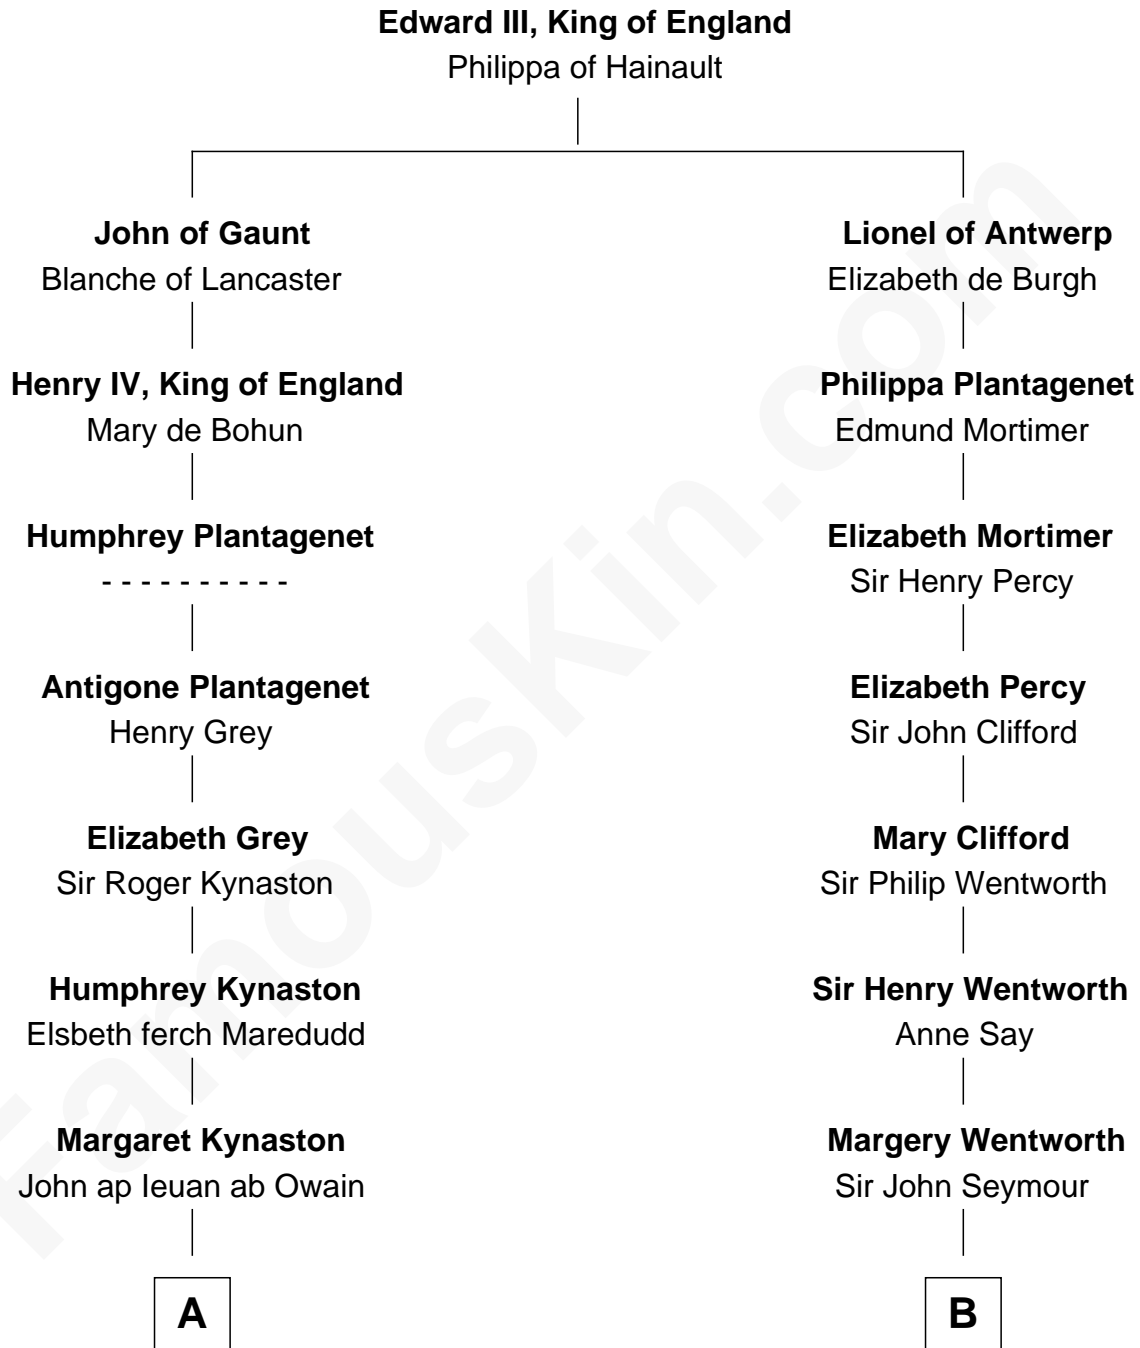 Edward III, King of England
Philippa of Hainault
John of Gaunt
Blanche of Lancaster
Lionel of Antwerp
Elizabeth de Burgh
Henry IV, King of England
Mary de Bohun
Philippa Plantagenet
Edmund Mortimer
Humphrey Plantagenet
- - - - - - - - - -
Elizabeth Mortimer
Sir Henry Percy
Antigone Plantagenet
Henry Grey
Elizabeth Percy
Sir John Clifford
Elizabeth Grey
Sir Roger Kynaston
Mary Clifford
Sir Philip Wentworth
Humphrey Kynaston
Elsbeth ferch Maredudd
Sir Henry Wentworth
Anne Say
Margaret Kynaston
John ap Ieuan ab Owain
Margery Wentworth
Sir John Seymour
A
B
FamousKin.com